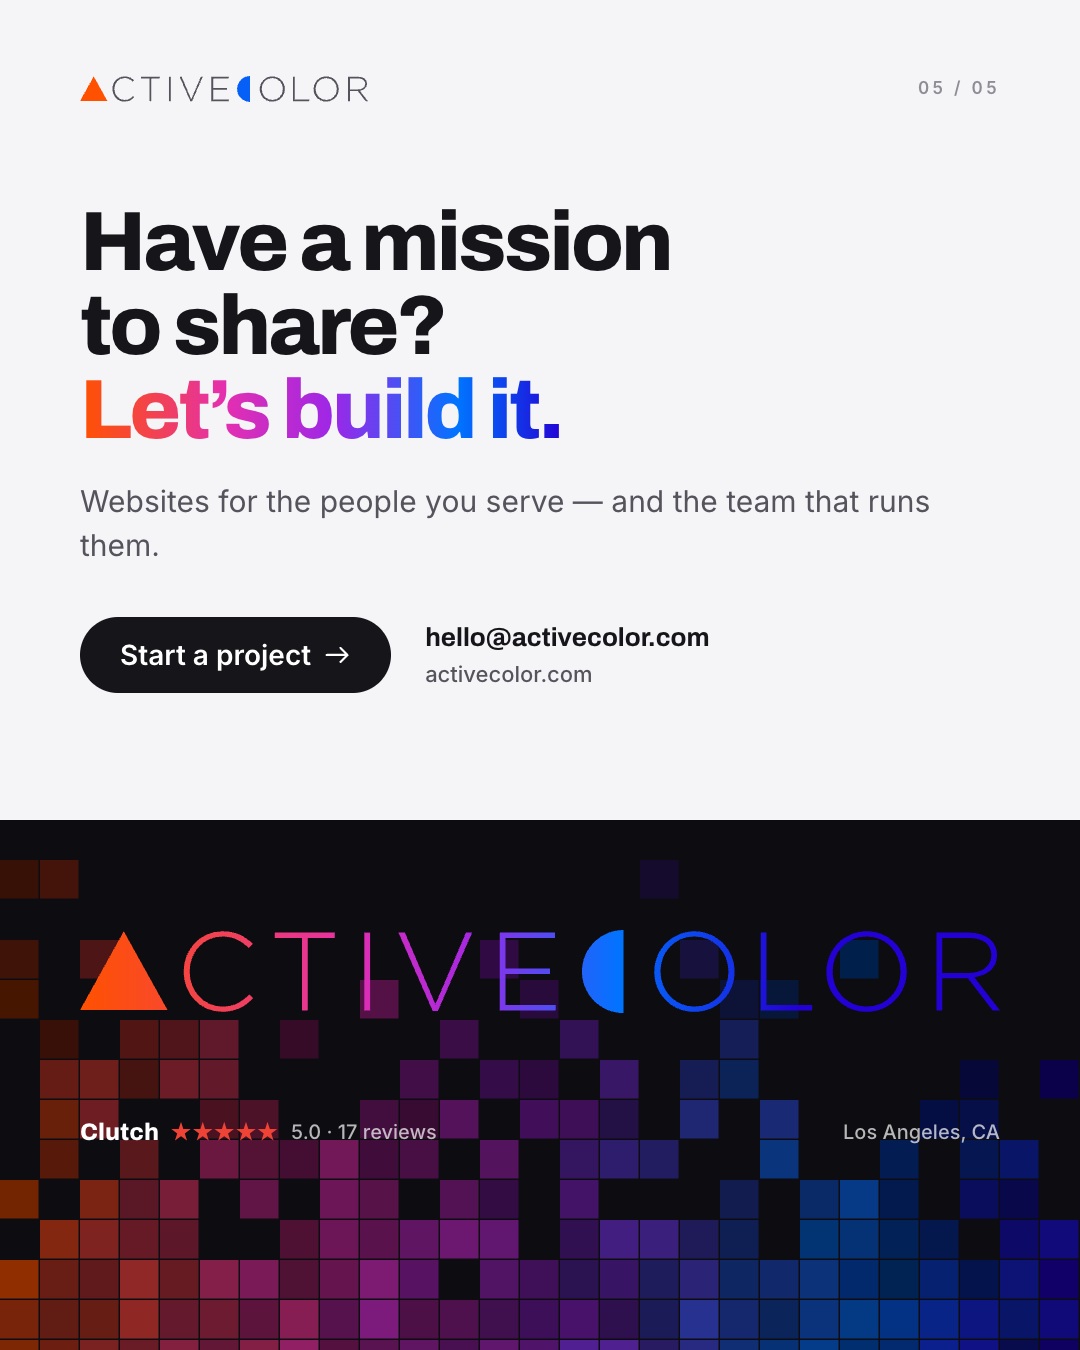 ACTIVECOLOR
05 / 05
Have a mission
to share?
Let’s build it.
Websites for the people you serve — and the team that runs
them.
Start a project →
hello@activecolor.com
activecolor.com
ACTIVECOLOR
Clutch ★★★★★ 5.0 · 17 reviews
Los Angeles, CA